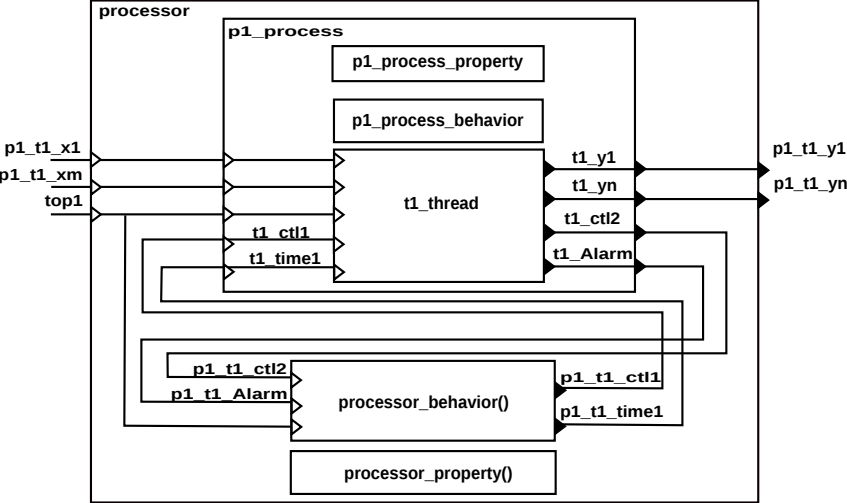 processor
p1_process
p1_process_property
p1_process_behavior
p1_t1_x1
p1_t1_xm
top1
t1_ctl1
t1_time1
t1_thread
t1_y1
t1_yn
t1_ctl2
t1_Alarm
p1_t1_y1
p1_t1_yn
p1_t1_ctl2
p1_t1_Alarm
processor_behavior()
p1_t1_ctl1
p1_t1_time1
processor_property()